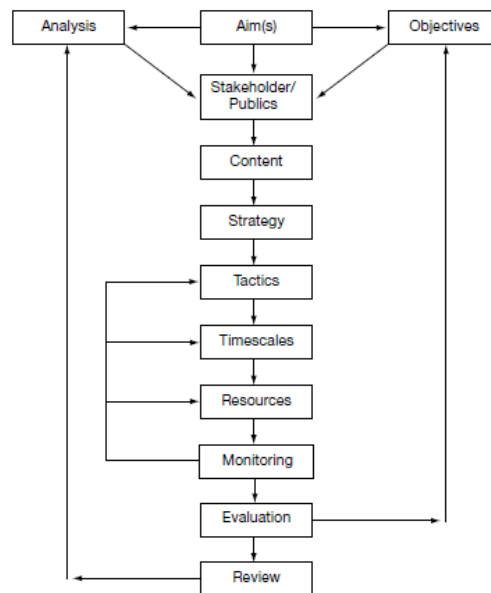 Analysis
Aim(s)
Objectives
Stakeholder/
Publics
Content
Strategy
Tactics
Timescales
Resources
Monitoring
Evaluation
Review